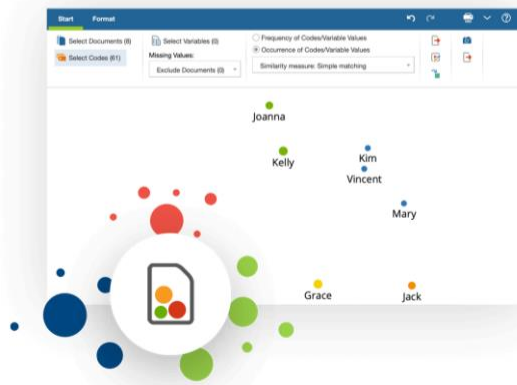 Start Format
Select Documents (8) Select Variables (0) Frequency of Codes/Variable Values
Select Codes (61) Missing Values: Occurrence of Codes/Variable Values
Exclude Documents (0) Similarity measure: Simple matching
Joanna
Kelly
Kim
Vincent
Mary
Grace
Jack